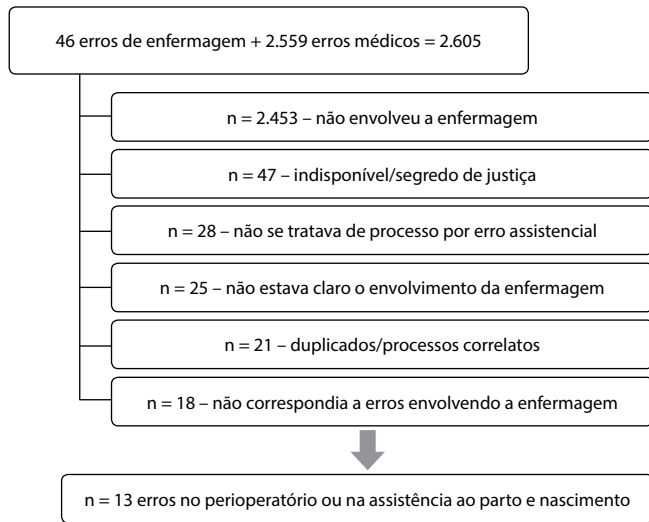 46 erros de enfermagem + 2.559 erros médicos = 2.605
n = 2.453 – não envolveu a enfermagem
n = 47 – indisponível/segredo de justiça
n = 28 – não se tratava de processo por erro assistencial
n = 25 – não estava claro o envolvimento da enfermagem
n = 21 – duplicados/processos correlatos
n = 18 – não correspondia a erros envolvendo a enfermagem
n = 13 erros no perioperatório ou na assistência ao parto e nascimento